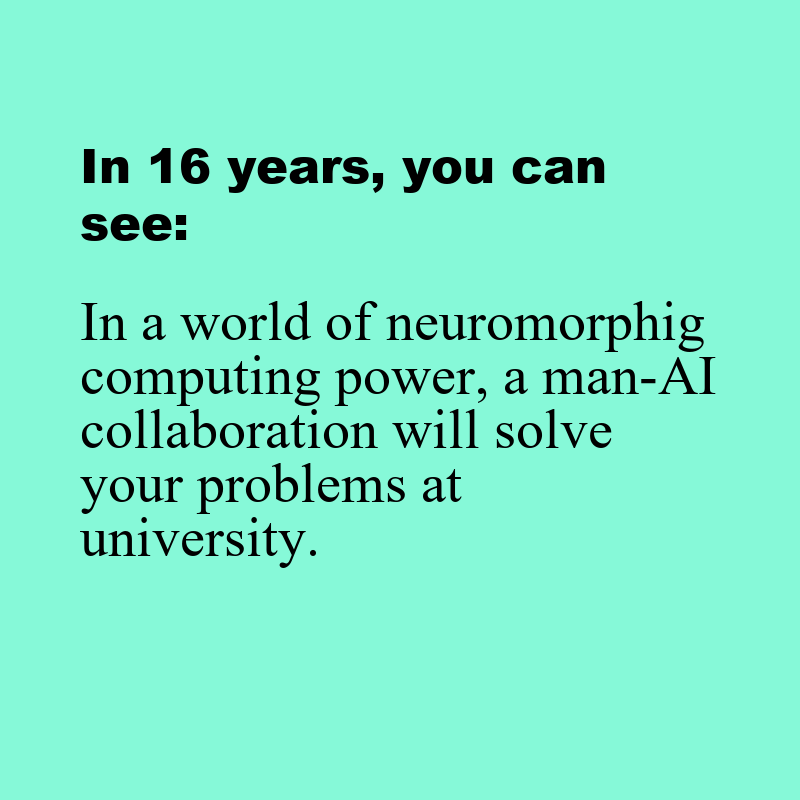 In 16 years, you can
see:
In a world of neuromorphig
computing power, a man-AI
collaboration will solve
your problems at
university.